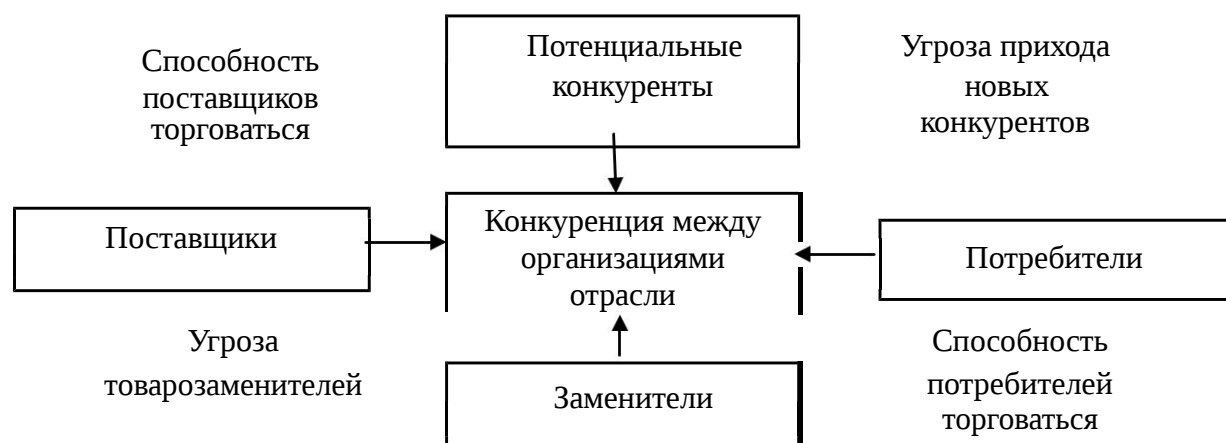 Способность
поставщиков
торговаться
Потенциальные
конкуренты
Угроза прихода
новых
конкурентов
Поставщики
Конкуренция между
организациями
отрасли
Потребители
Угроза
товарозаменителей
Заменители
Способность
потребителей
торговаться